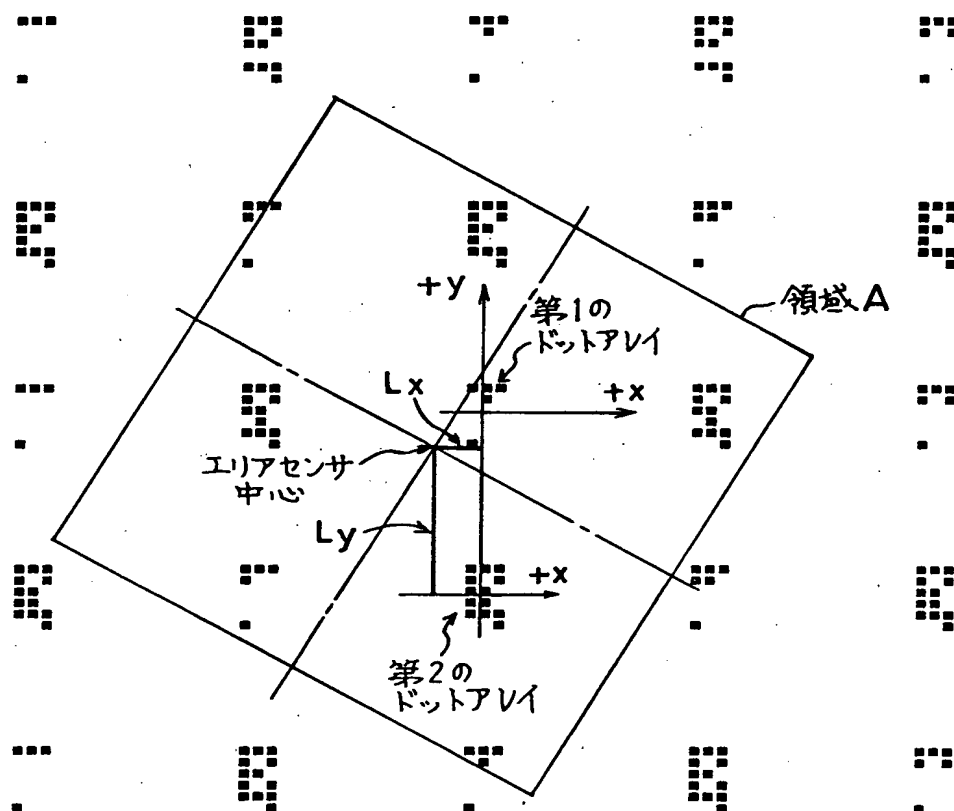 +y
第1の
ドットアレイ
領域A
Lx
+x
エリアセンサ
中心
Ly
+x
第2の
ドットアレイ